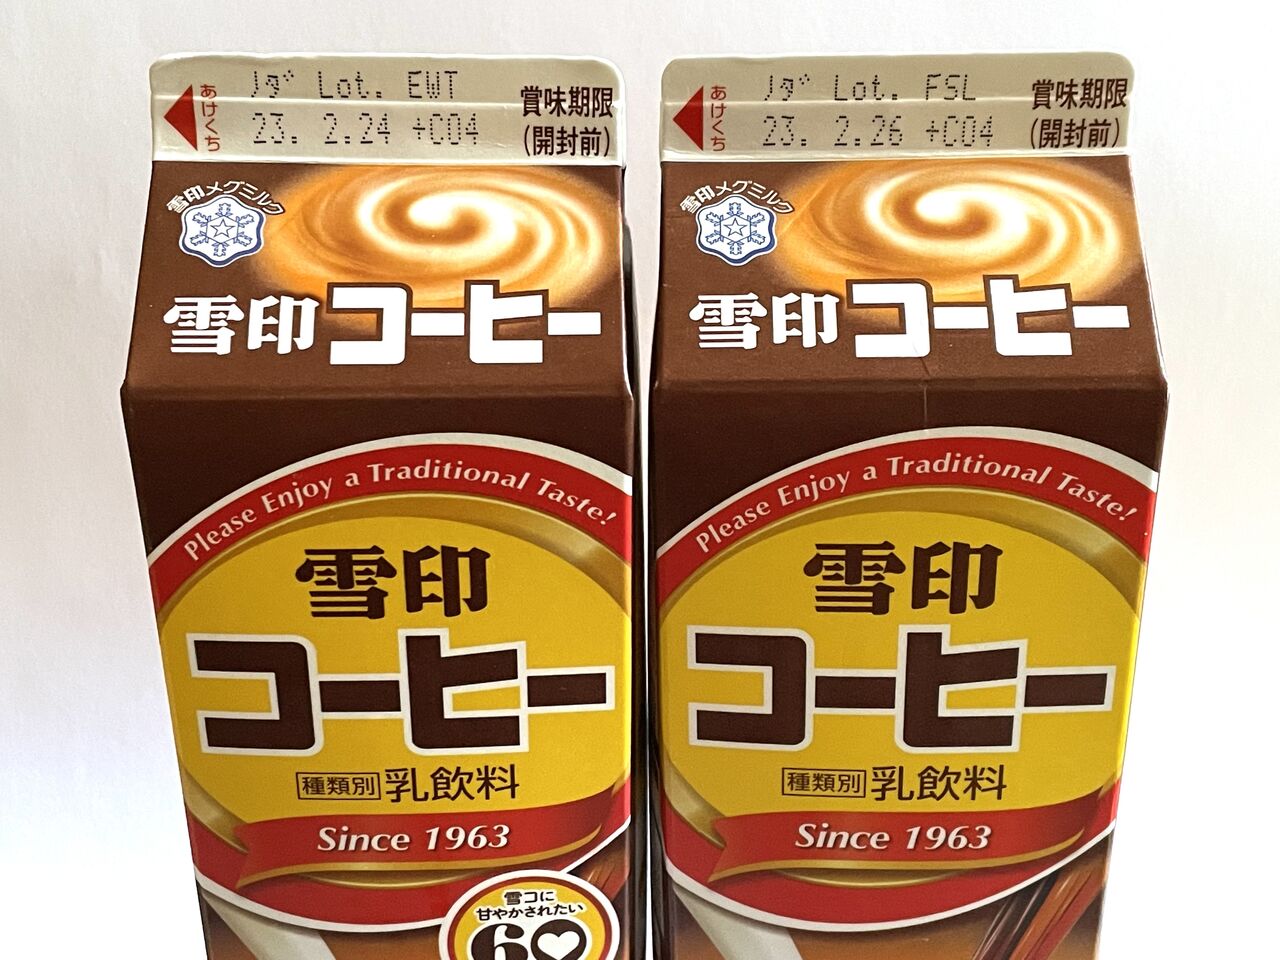 ノダ Lot. EWT
23. 2.24 +C04
あけくち
賞味期限
(開封前)
雪印メグミルク
雪印コーヒー
Please Enjoy a Traditional Taste!
雪印
コーヒー
種類別 乳飲料
Since 1963
雪コに
甘やかされたい
60
ノダ Lot. FSL
23. 2.26 +C04
あけくち
賞味期限
(開封前)
雪印メグミルク
雪印コーヒー
Please Enjoy a Traditional Taste!
雪印
コーヒー
種類別 乳飲料
Since 1963